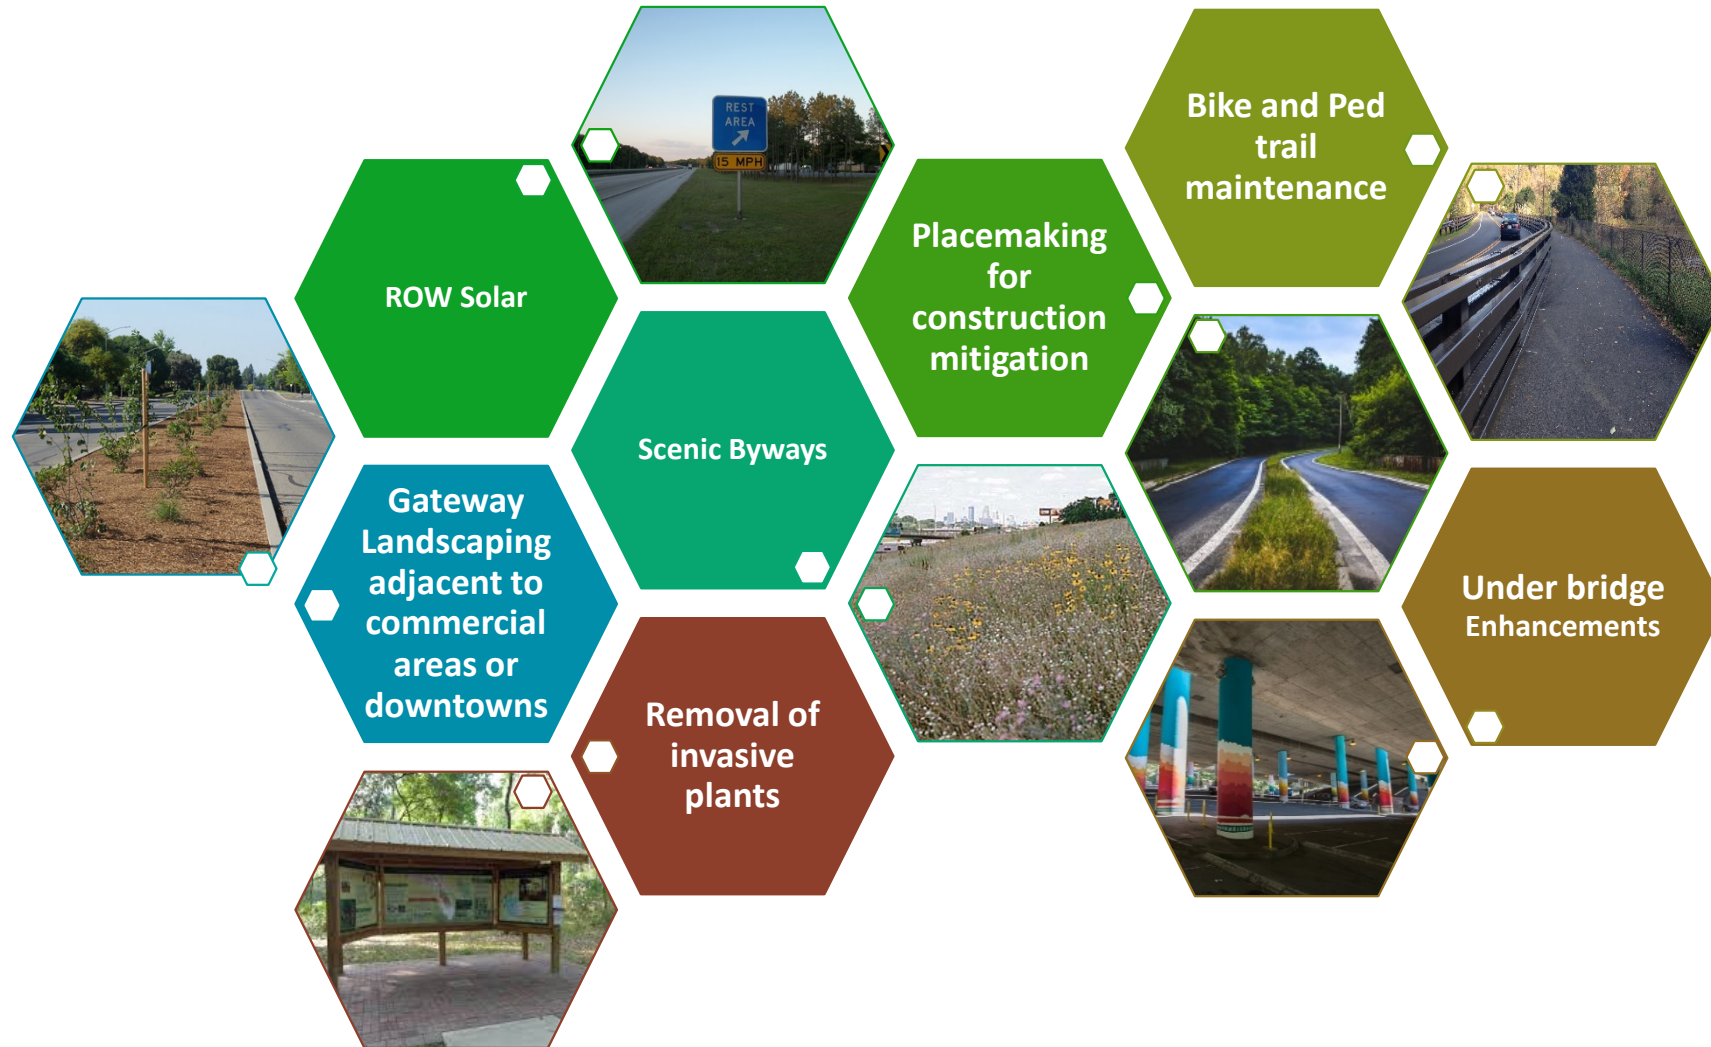 REST
AREA
15 MPH
Bike and Ped
trail
maintenance
ROW Solar
Placemaking
for
construction
mitigation
Scenic Byways
Gateway
Landscaping
adjacent to
commercial
areas or
downtowns
Under bridge
Enhancements
Removal of
invasive
plants